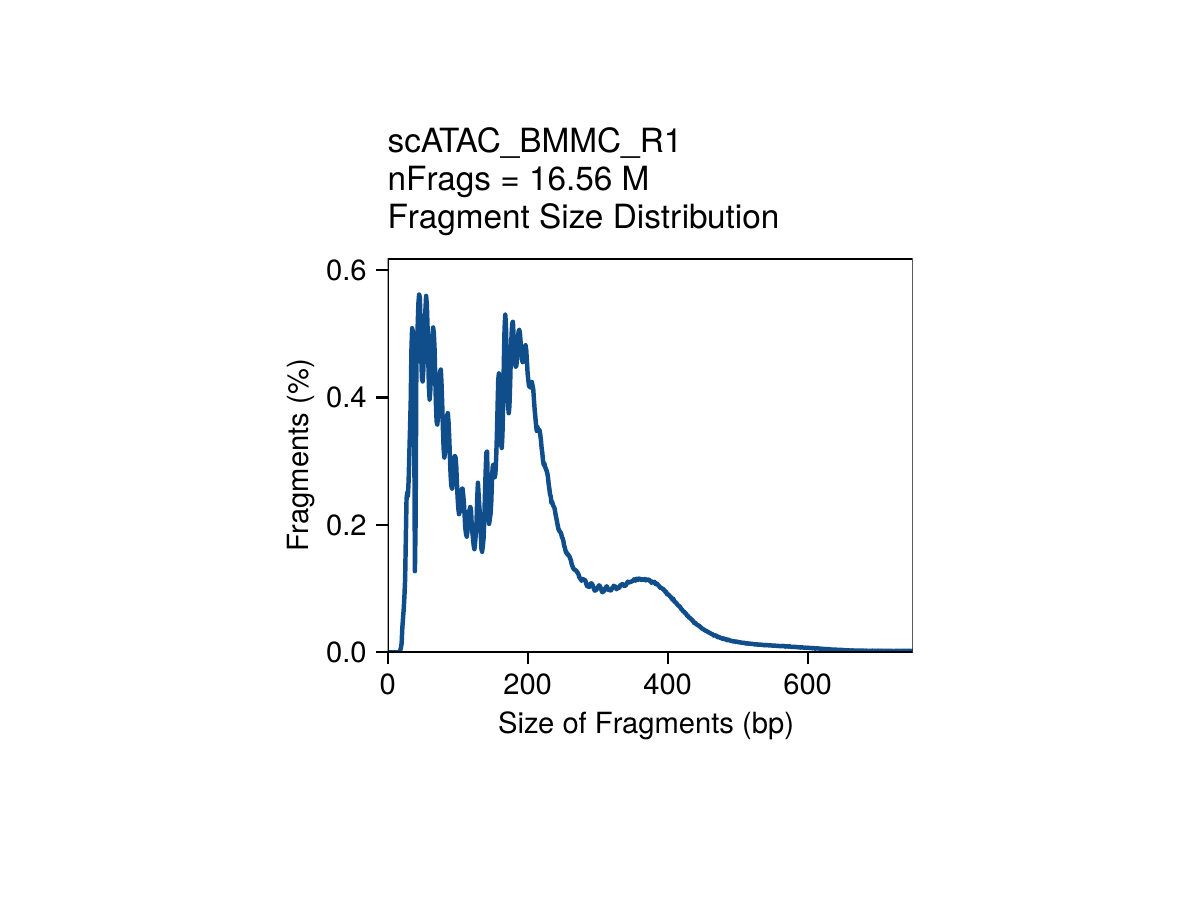 scATAC_BMMC_R1
nFrags = 16.56 M
Fragment Size Distribution
Fragments (%)
0.6
0.4
0.2
0.0
0 200 400 600
Size of Fragments (bp)